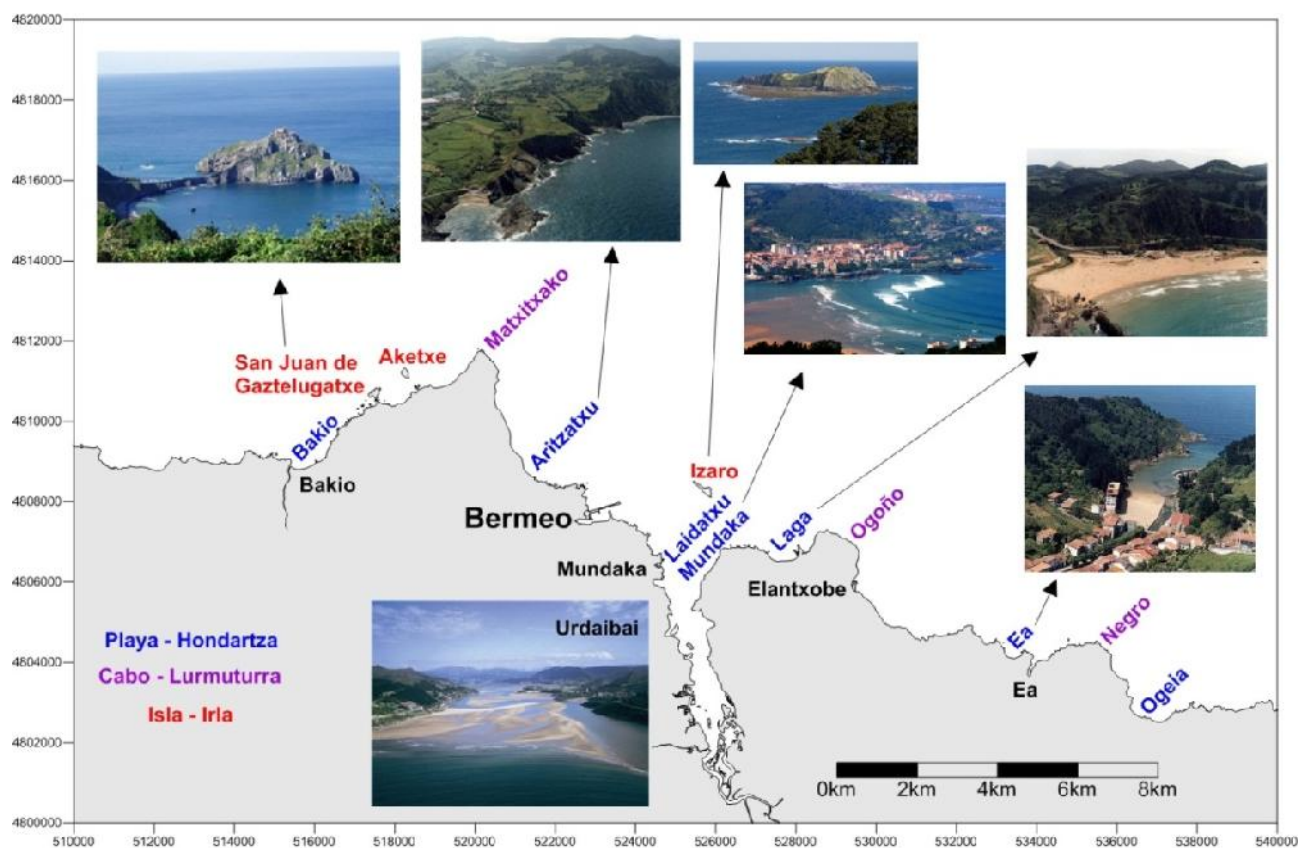 4820000
4818000
4816000
4815000
4814000
4812000
4810000
4808000
4806000
4804000
4802000
4800000
Matxitxako
San Juan de
Gaztelugatxe
Aketxe
Bakio
Bakio
Aritzatxu
Bermeo
Izaro
Laidatxu
Mundaka
Mundaka
Laga
Ogoño
Elantxobe
Urdaibai
Ea
Ea
Negro
Ogeia
Playa - Hondartza
Cabo - Lurmuturra
Isla - Irla
0km 2km 4km 6km 8km
510000 512000 514000 516000 518000 520000 522000 524000 526000 528000 530000 532000 534000 536000 538000 540000